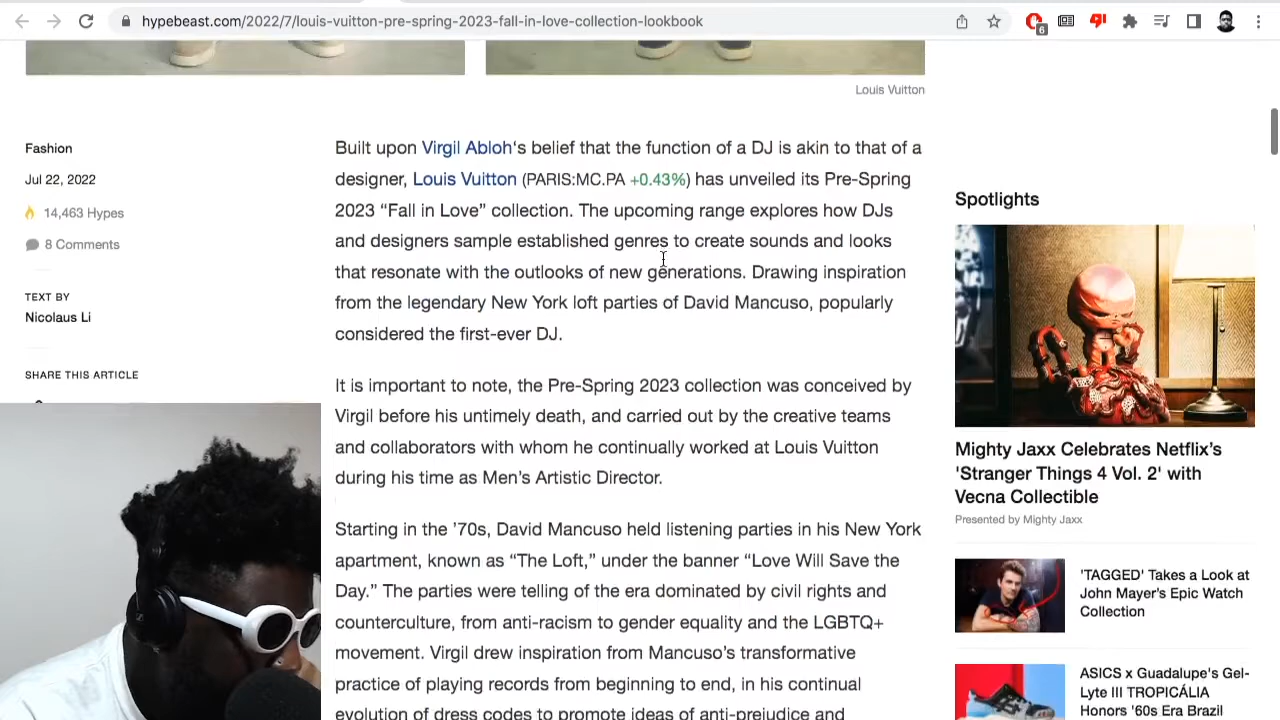 hypebeast.com/2022/7/louis-vuitton-pre-spring-2023-fall-in-love-collection-lookbook
6
Louis Vuitton
Fashion
Jul 22, 2022
14,463 Hypes
8 Comments
TEXT BY
Nicolaus Li
SHARE THIS ARTICLE
Built upon Virgil Abloh‘s belief that the function of a DJ is akin to that of a
designer, Louis Vuitton (PARIS:MC.PA +0.43%) has unveiled its Pre-Spring
2023 “Fall in Love” collection. The upcoming range explores how DJs
and designers sample established genres to create sounds and looks
that resonate with the outlooks of new generations. Drawing inspiration
from the legendary New York loft parties of David Mancuso, popularly
considered the first-ever DJ.
It is important to note, the Pre-Spring 2023 collection was conceived by
Virgil before his untimely death, and carried out by the creative teams
and collaborators with whom he continually worked at Louis Vuitton
during his time as Men’s Artistic Director.
Starting in the ’70s, David Mancuso held listening parties in his New York
apartment, known as “The Loft,” under the banner “Love Will Save the
Day.” The parties were telling of the era dominated by civil rights and
counterculture, from anti-racism to gender equality and the LGBTQ+
movement. Virgil drew inspiration from Mancuso’s transformative
practice of playing records from beginning to end, in his continual
evolution of dress codes to promote ideas of anti-prejudice and
Spotlights
Mighty Jaxx Celebrates Netflix’s
'Stranger Things 4 Vol. 2' with
Vecna Collectible
Presented by Mighty Jaxx
'TAGGED' Takes a Look at
John Mayer's Epic Watch
Collection
ASICS x Guadalupe's Gel-
Lyte III TROPICÁLIA
Honors '60s Era Brazil